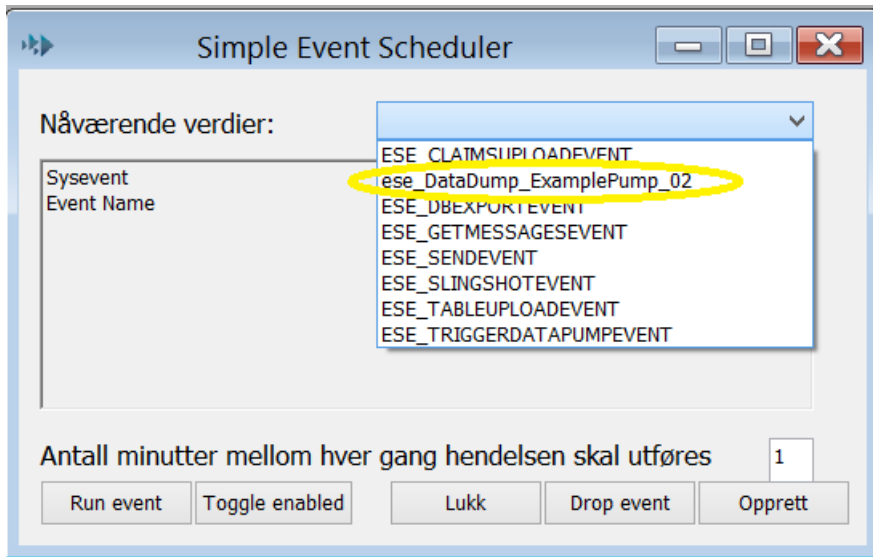 Simple Event Scheduler
Nåværende verdier:
ESE_CLAIMSUPLOADEVENT
ese_DataDump_ExamplePump_02
ESE_DBEXPORTEVENT
ESE_GETMESSAGESEVENT
ESE_SENDEVENT
ESE_SLINGSHOTEVENT
ESE_TABLEUPLOADEVENT
ESE_TRIGGERDATAPUMPEVENT
Sysevent
Event Name
Antall minutter mellom hver gang hendelsen skal utføres 1
Run event Toggle enabled Lukk Drop event Opprett